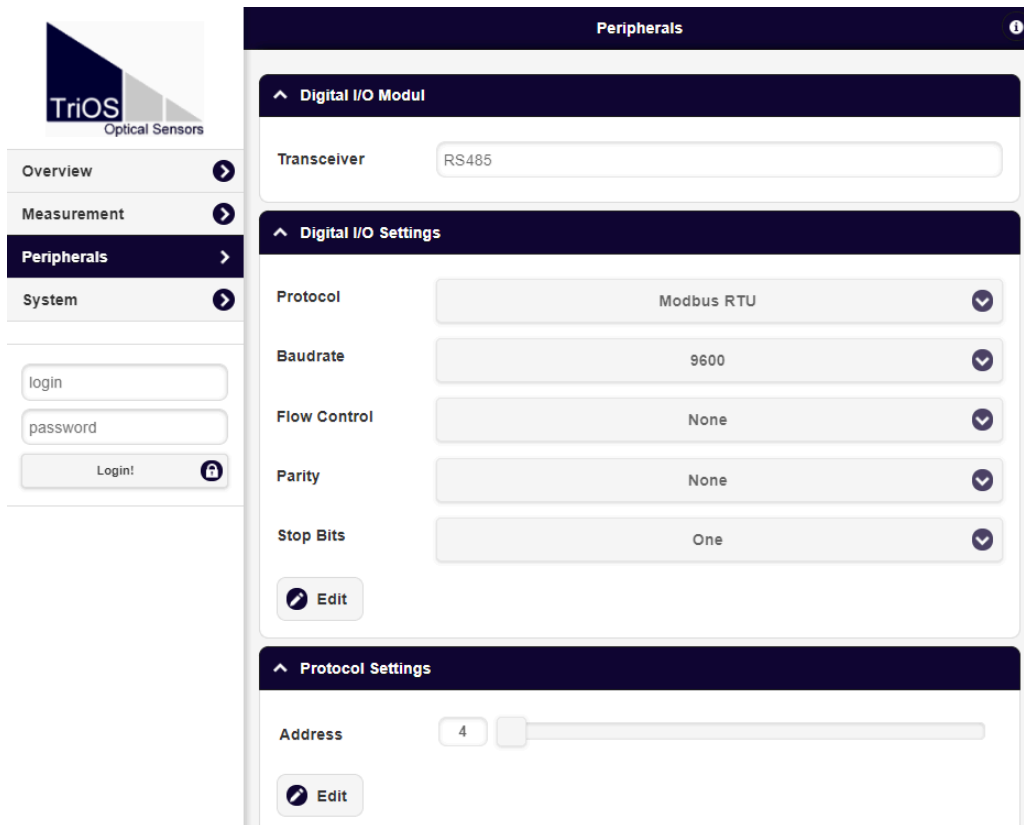 TriOS
Optical Sensors
Overview
Measurement
Peripherals
System
login
password
Login!
Peripherals
Digital I/O Modul
Transceiver RS485
Digital I/O Settings
Protocol Modbus RTU
Baudrate 9600
Flow Control None
Parity None
Stop Bits One
Edit
Protocol Settings
Address 4
Edit